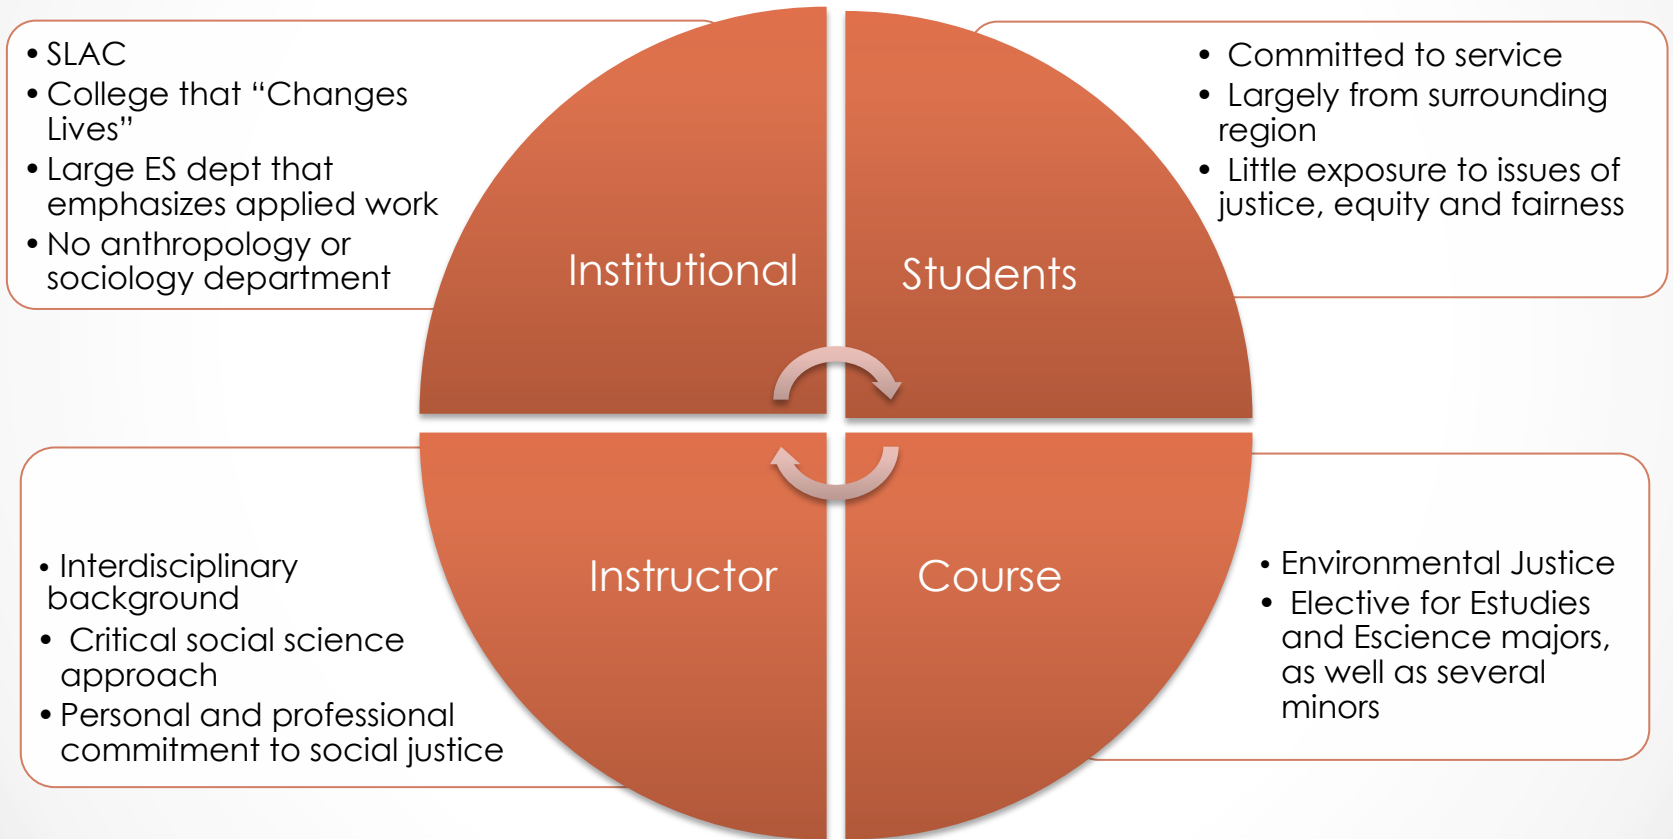 • SLAC
• College that “Changes
Lives”
• Large ES dept that
emphasizes applied work
• No anthropology or
sociology department
Institutional
Students
• Committed to service
• Largely from surrounding
region
• Little exposure to issues of
justice, equity and fairness
• Interdisciplinary
background
• Critical social science
approach
• Personal and professional
commitment to social justice
Instructor
Course
• Environmental Justice
• Elective for Estudies
and Escience majors,
as well as several
minors